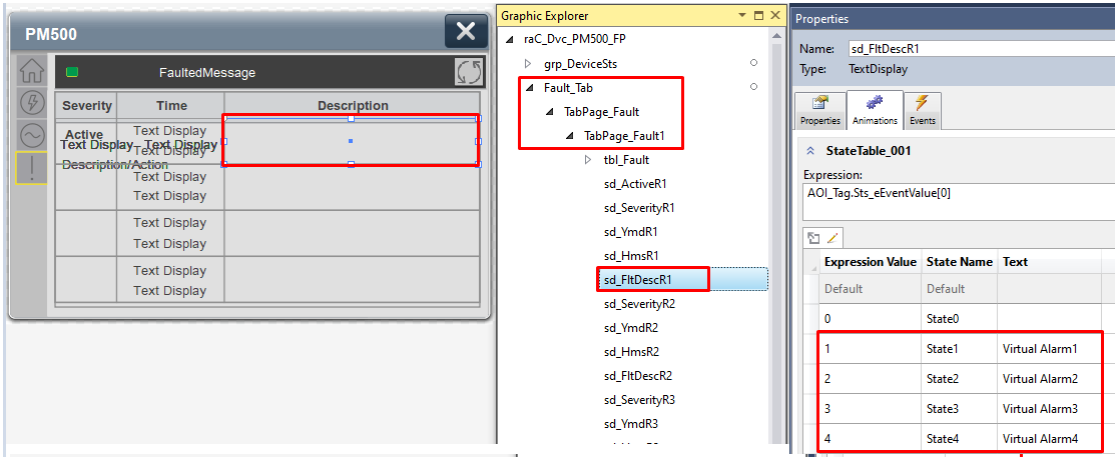 PM500
FaultedMessage
Severity Time Description
Active
Text Display
Text Display Text Display
Text Display
Description/Action
Text Display
Text Display
Text Display
Text Display
Text Display
Text Display
Graphic Explorer
raC_Dvc_PM500_FP
grp_DeviceSts
Fault_Tab
TabPage_Fault
TabPage_Fault1
tbl_Fault
sd_ActiveR1
sd_SeverityR1
sd_YmdR1
sd_HmsR1
sd_FltDescR1
sd_SeverityR2
sd_YmdR2
sd_HmsR2
sd_FltDescR2
sd_SeverityR3
sd_YmdR3
Properties
Name: sd_FltDescR1
Type: TextDisplay
Properties Animations Events
StateTable_001
Expression:
AOI_Tag.Sts_eEventValue[0]
Expression Value State Name Text
Default Default
0 State0
1 State1 Virtual Alarm1
2 State2 Virtual Alarm2
3 State3 Virtual Alarm3
4 State4 Virtual Alarm4